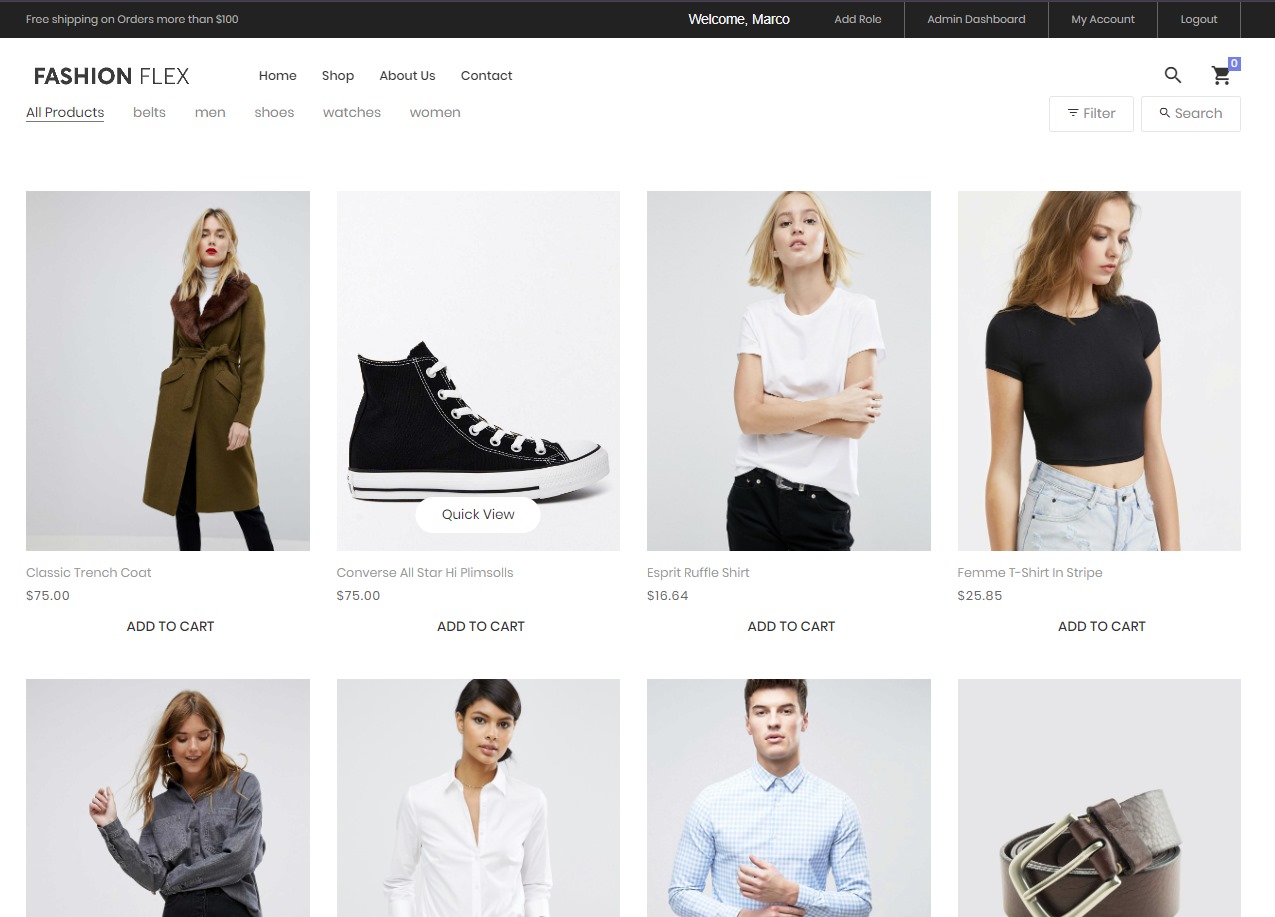 Free shipping on Orders more than $100
Welcome, Marco
Add Role
Admin Dashboard
My Account
Logout
FASHION FLEX
Home
Shop
About Us
Contact
0
All Products
belts
men
shoes
watches
women
Filter
Search
Quick View
Classic Trench Coat
$75.00
ADD TO CART
Converse All Star Hi Plimsolls
$75.00
ADD TO CART
Esprit Ruffle Shirt
$16.64
ADD TO CART
Femme T-Shirt In Stripe
$25.85
ADD TO CART